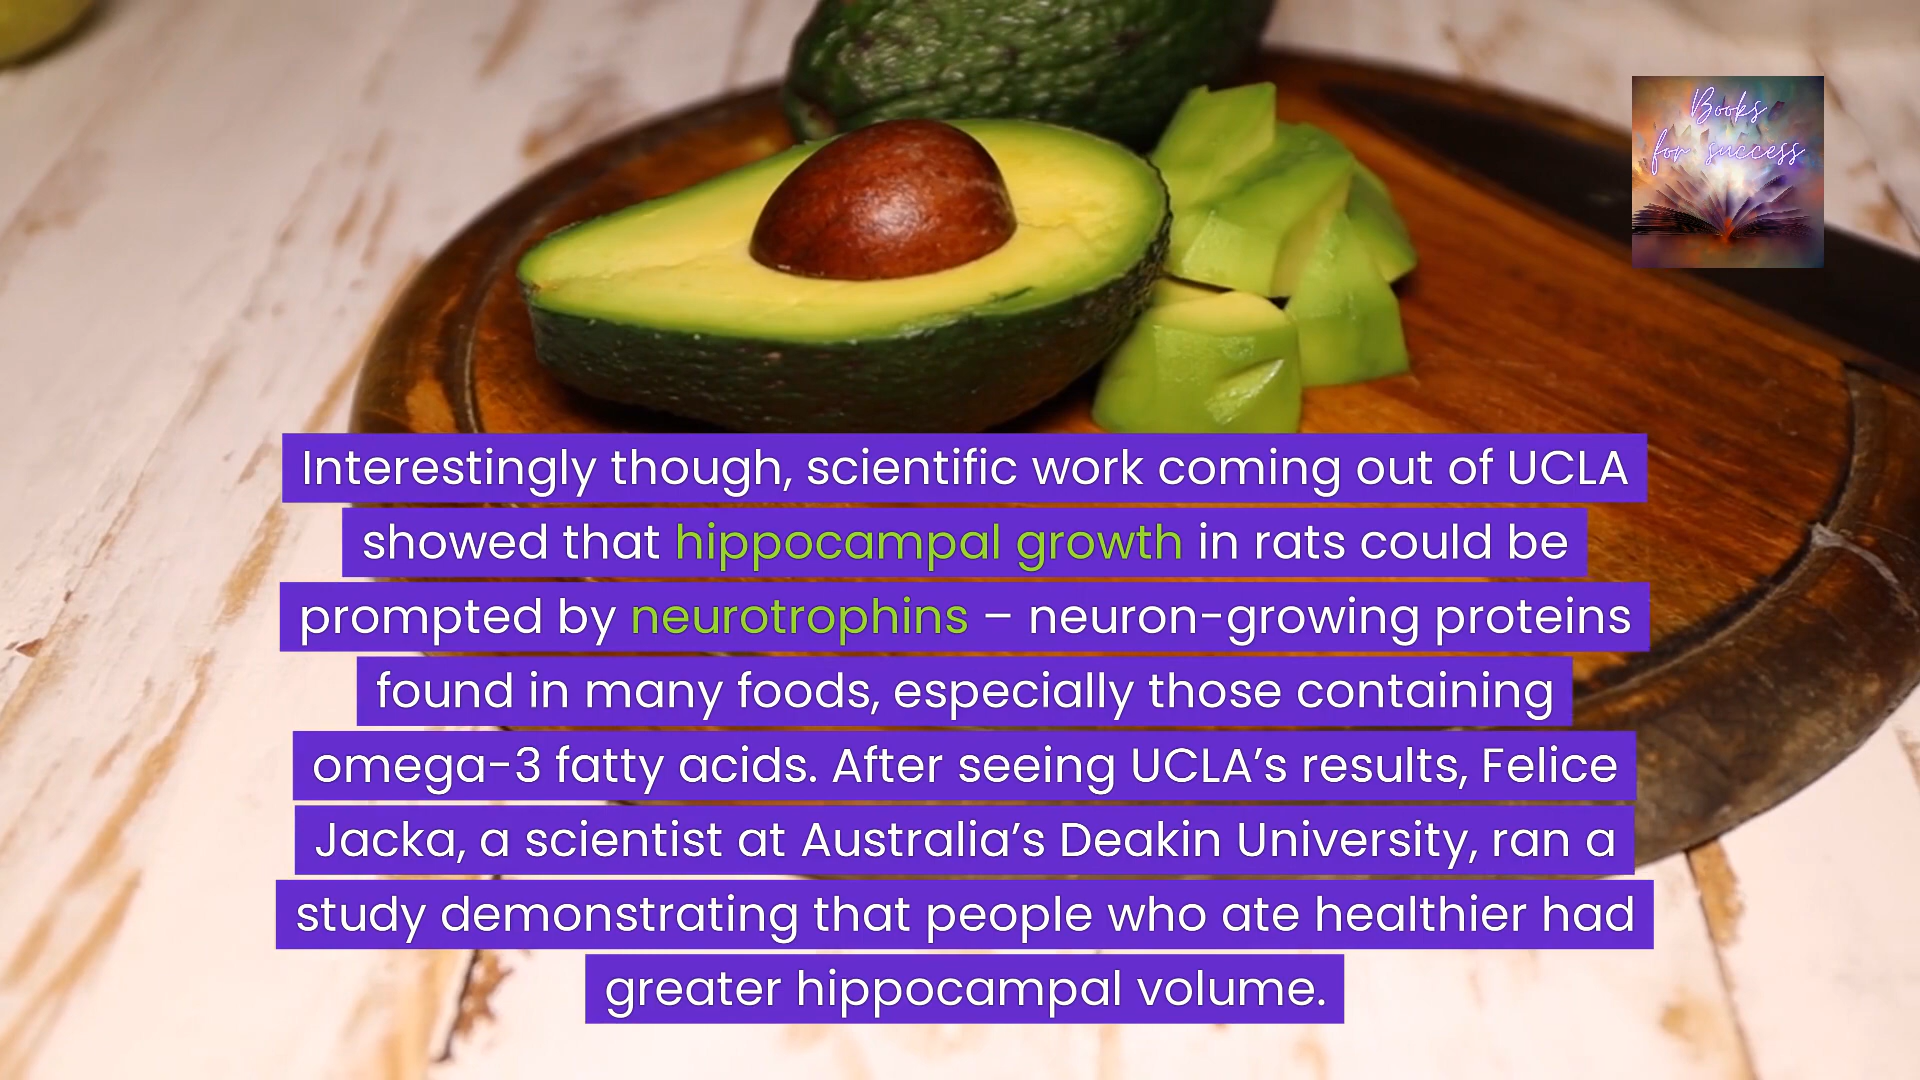 Books
for success
Interestingly though, scientific work coming out of UCLA
showed that hippocampal growth in rats could be
prompted by neurotrophins – neuron-growing proteins
found in many foods, especially those containing
omega-3 fatty acids. After seeing UCLA’s results, Felice
Jacka, a scientist at Australia’s Deakin University, ran a
study demonstrating that people who ate healthier had
greater hippocampal volume.